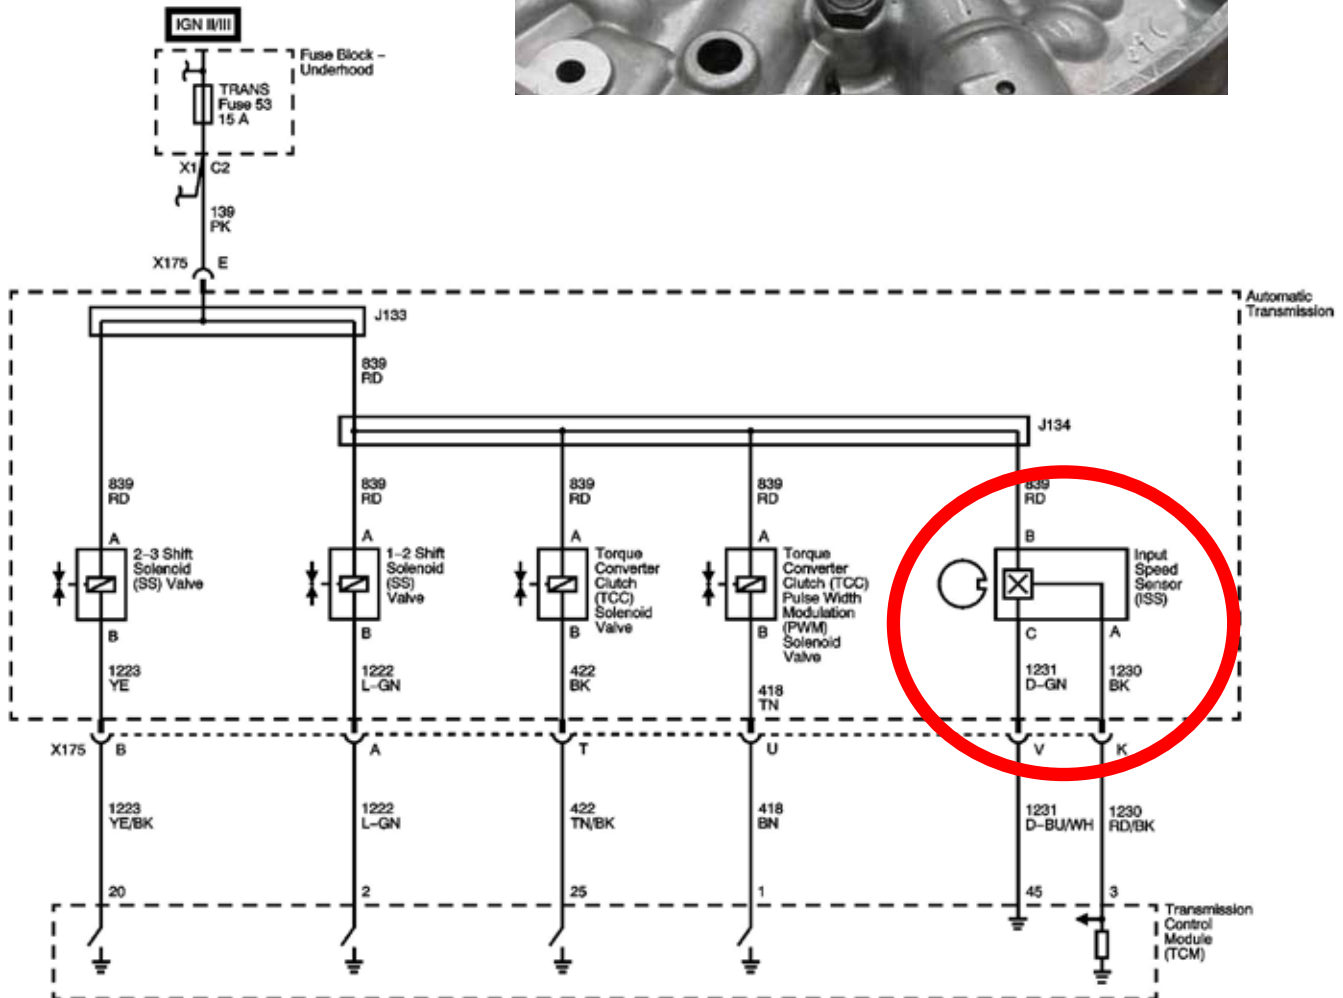 IGN II/III
Fuse Block –
Underhood
TRANS
Fuse 53
15 A
X1 C2
139
PK
X175 E
Automatic
Transmission
J133
839
RD
J134
839
RD
839
RD
839
RD
839
RD
839
RD
A
A
A
A
B
2–3 Shift
Solenoid
(SS) Valve
1–2 Shift
Solenoid
(SS)
Valve
Torque
Converter
Clutch
(TCC)
Solenoid
Valve
Torque
Converter
Clutch (TCC)
Pulse Width
Modulation
(PWM)
Solenoid
Valve
Input
Speed
Sensor
(ISS)
B
B
B
B
C
A
1223
YE
1222
L–GN
422
BK
418
TN
1231
D–GN
1230
BK
X175 B
A
T
U
V
K
1223
YE/BK
1222
L–GN
422
TN/BK
418
BN
1231
D–BU/WH
1230
RD/BK
20
2
25
1
45
3
Transmission
Control
Module
(TCM)